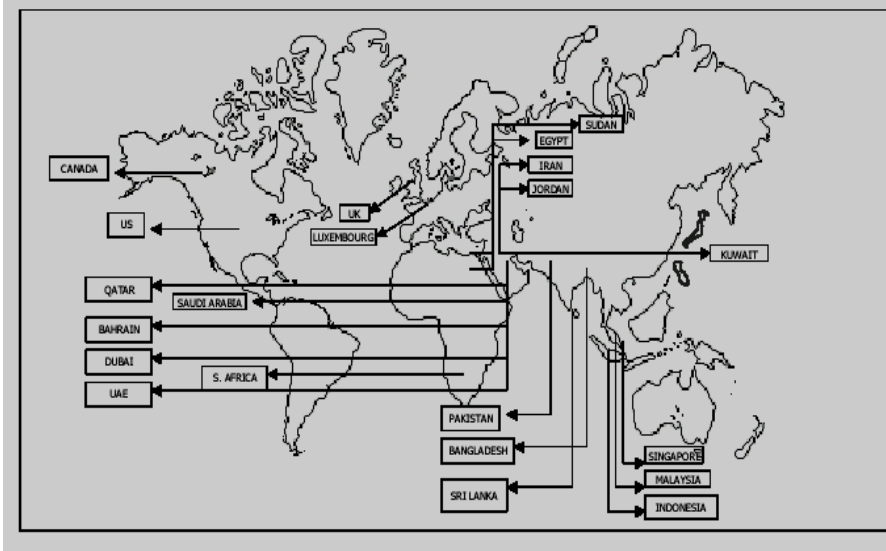 SUDAN
EGYPT
CANADA
IRAN
JORDAN
UK
US
LUXEMBOURG
KUWAIT
QATAR
SAUDI ARABIA
BAHRAIN
DUBAI
S. AFRICA
UAE
PAKISTAN
BANGLADESH
SINGAPORE
MALAYSIA
SRI LANKA
INDONESIA